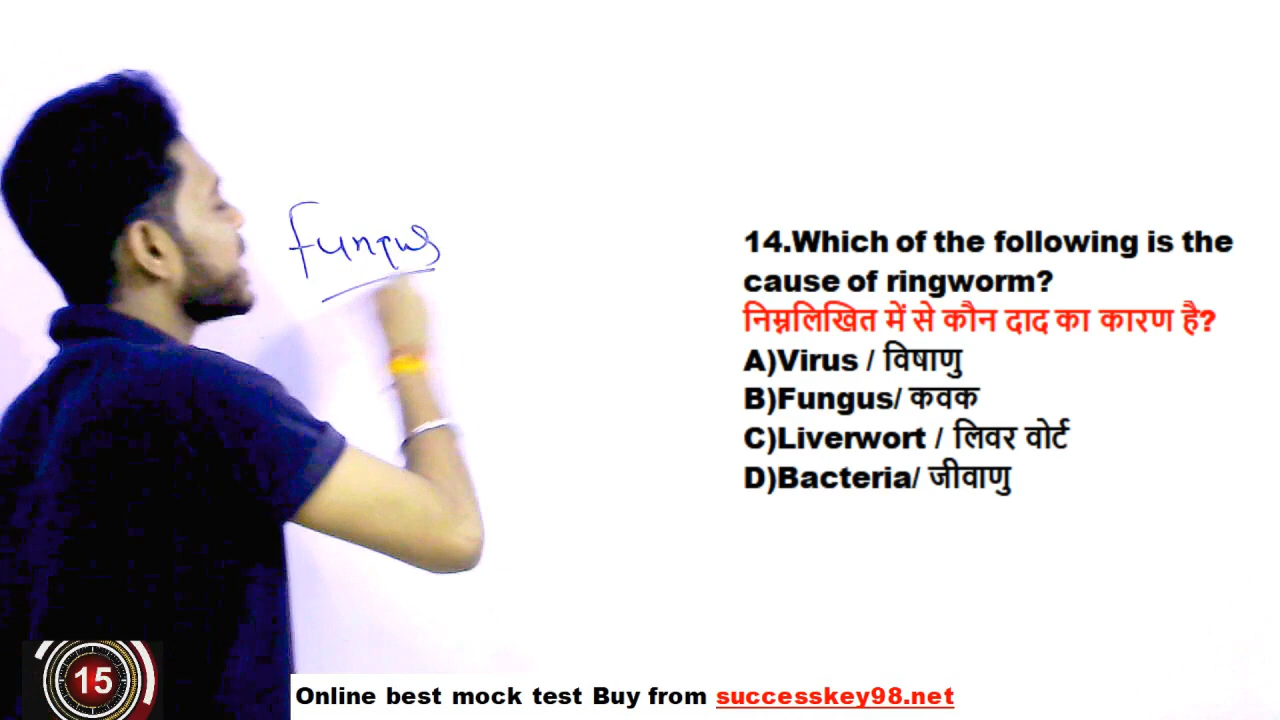 Fungus
14.Which of the following is the
cause of ringworm?
निम्नलिखित में से कौन दाद का कारण है?
A)Virus / विषाणु
B)Fungus/ कवक
C)Liverwort / लिवर वोर्ट
D)Bacteria/ जीवाणु
15
Online best mock test Buy from successkey98.net